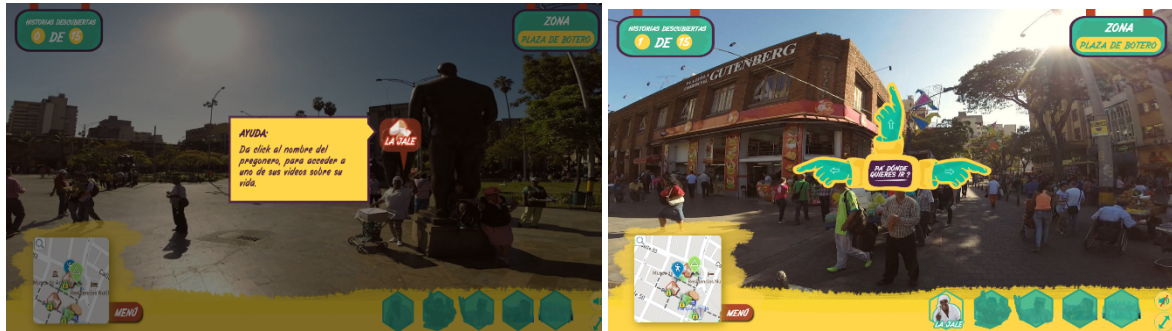 HISTORIAS DESCUBIERTAS
0 DE 15
ZONA
PLAZA DE BOTERO
AYUDA:
Da click al nombre del
pregonero, para acceder a
uno de sus videos sobre su
vida.
LA JALE
MENÚ
HISTORIAS DESCUBIERTAS
1 DE 15
ZONA
PLAZA DE BOTERO
GUTENBERG
PA' DÓNDE
QUIERES IR?
MENÚ
LA JALE